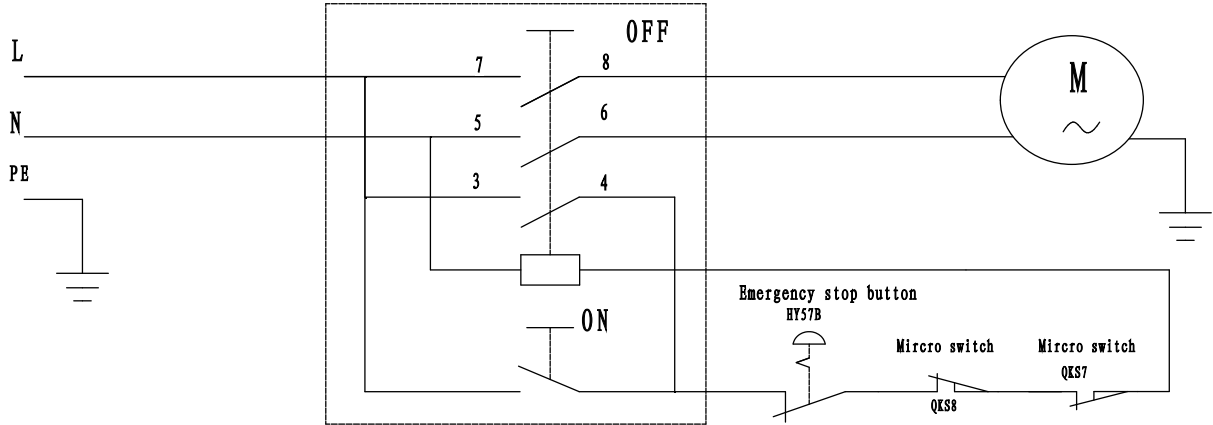 OFF
L
7 8
M
N
5 6
PE
3 4
Emergency stop button
HY57B
ON
Mircro switch
QKS8
Mircro switch
QKS7